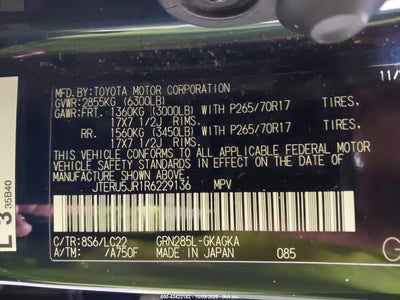 MFD.BY:TOYOTA MOTOR CORPORATION 11/
GVWR:2855KG (6300LB)
GAWR:FRT. 1360KG (3000LB) WITH P265/70R17 TIRES.
17X7 1/2J RIMS.
RR. 1560KG (3450LB) WITH P265/70R17 TIRES.
17X7 1/2J RIMS.
THIS VEHICLE CONFORMS TO ALL APPLICABLE FEDERAL MOTOR
VEHICLE SAFETY STANDARDS IN EFFECT ON THE DATE OF
MANUFACTURE SHOWN ABOVE.
JTERU5JR1R6229136 MPV
C/TR:8S6/LC22 GRN285L-GKAGKA
A/TM: /A750F MADE IN JAPAN 085
G
L 3
35B40